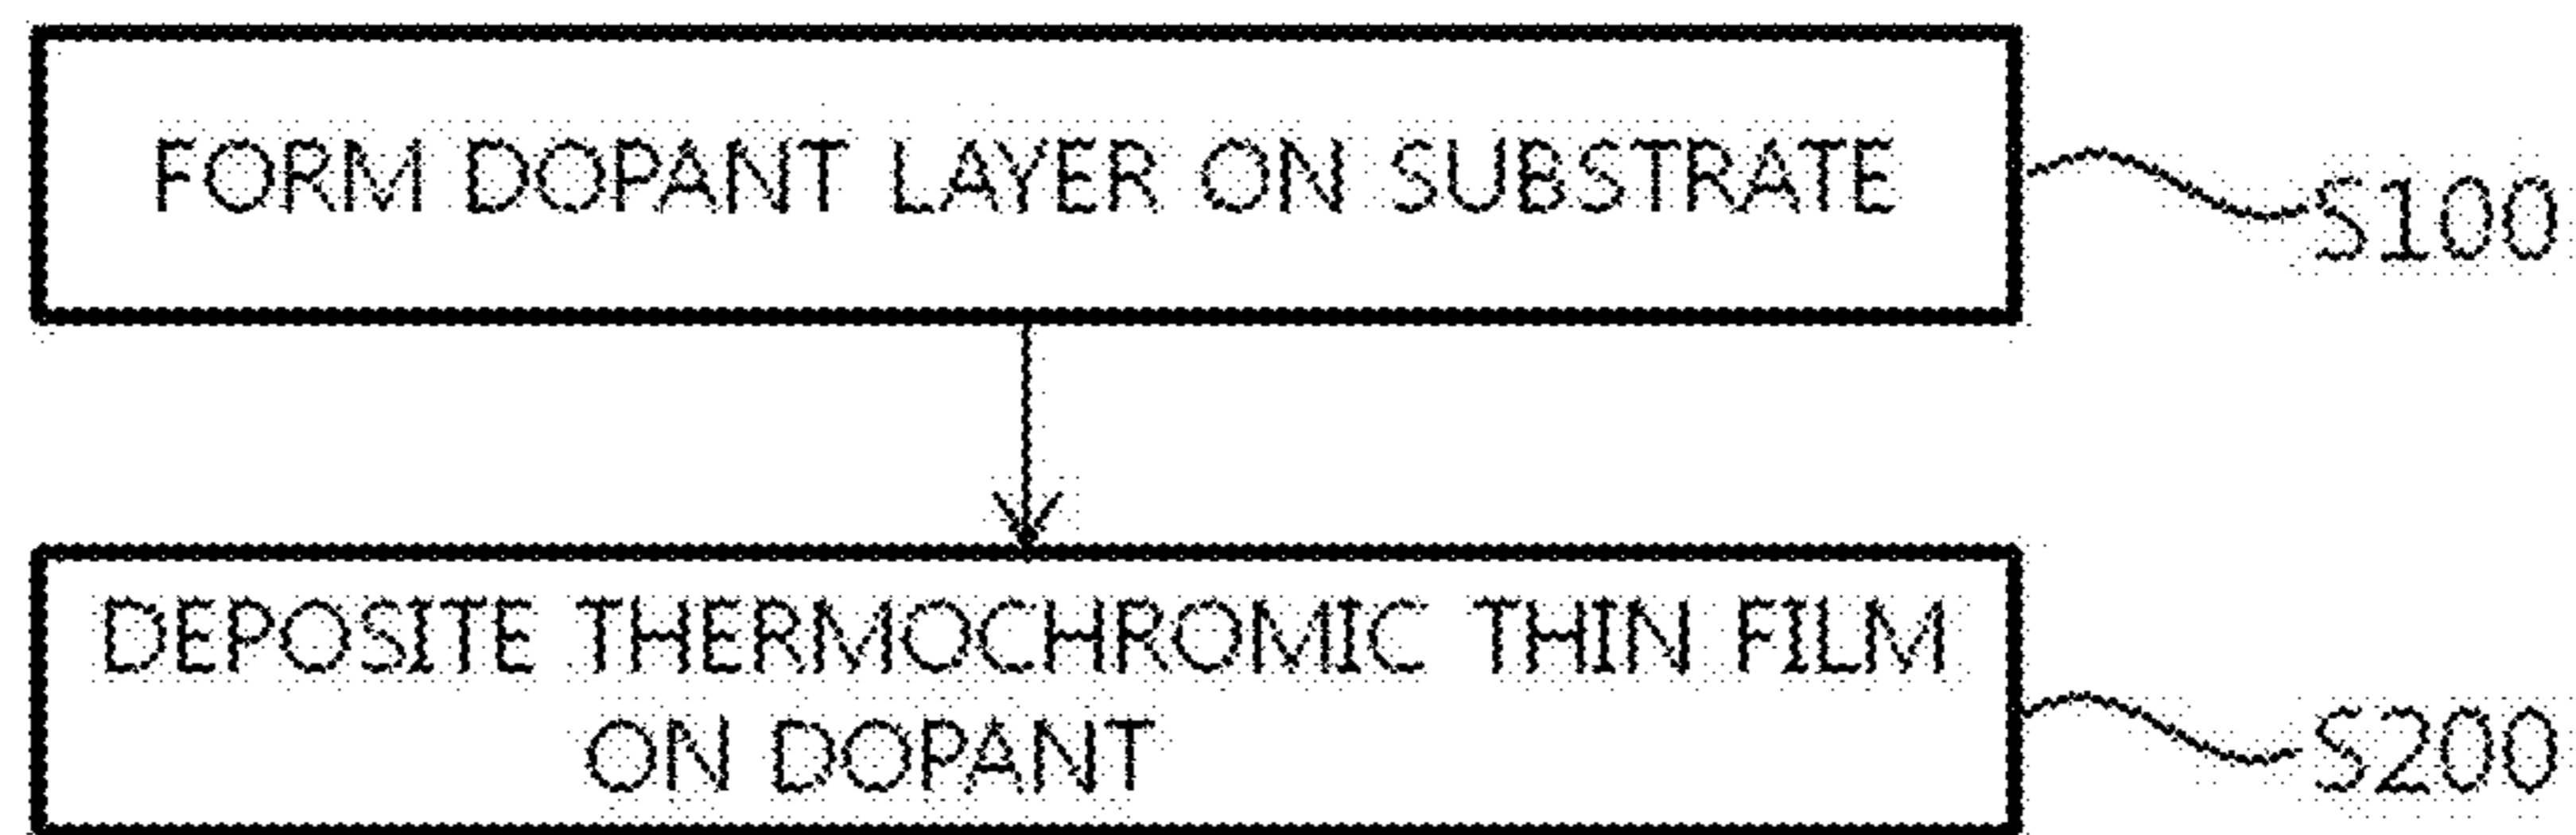 FORM DOPANT LAYER ON SUBSTRATE
S100
DEPOSITE THERMOCHROMIC THIN FILM
ON DOPANT
S200